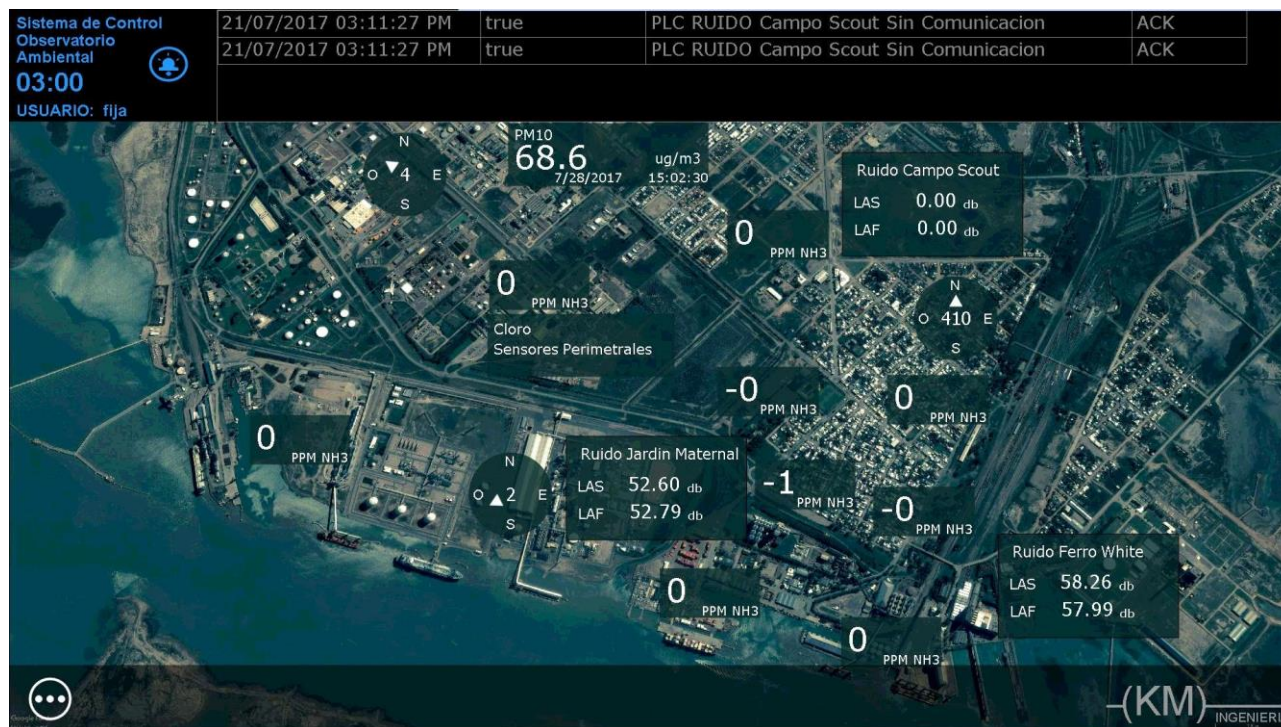 Sistema de Control
Observatorio
Ambiental
03:00
USUARIO: fija
21/07/2017 03:11:27 PM true PLC RUIDO Campo Scout Sin Comunicacion ACK
21/07/2017 03:11:27 PM true PLC RUIDO Campo Scout Sin Comunicacion ACK
N
O 4 E
S
PM10
68.6 ug/m3
7/28/2017 15:02:30
Ruido Campo Scout
LAS 0.00 db
LAF 0.00 db
0
PPM NH3
0
PPM NH3
Cloro
Sensores Perimetrales
N
O 410 E
S
-0
PPM NH3
0
PPM NH3
0
PPM NH3
N
O 2 E
S
Ruido Jardin Maternal
LAS 52.60 db
LAF 52.79 db
-1
PPM NH3
-0
PPM NH3
Ruido Ferro White
LAS 58.26 db
LAF 57.99 db
0
PPM NH3
0
PPM NH3
(KM)
INGENIERI